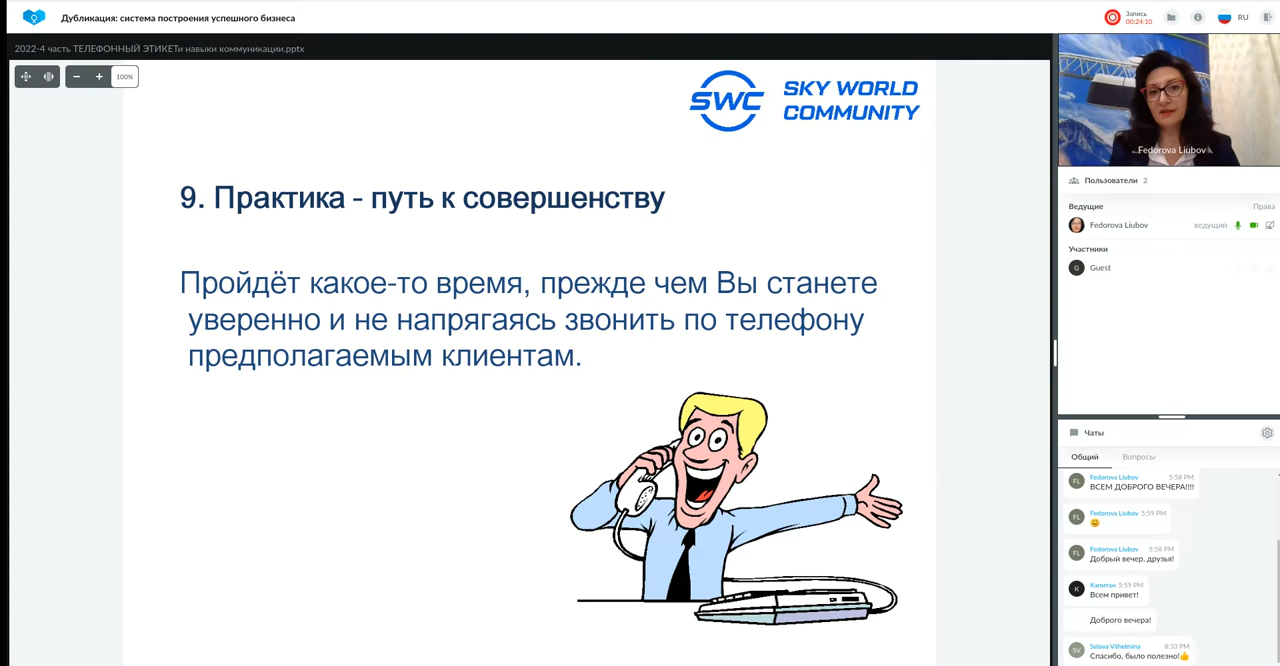 Дубликация: система построения успешного бизнеса
Запись
00:24:10
RU
2022-4 часть ТЕЛЕФОННЫЙ ЭТИКЕТи навыки коммуникации.pptx
100%
SWC
SKY WORLD
COMMUNITY
9. Практика - путь к совершенству
Пройдёт какое-то время, прежде чем Вы станете
уверенно и не напрягаясь звонить по телефону
предполагаемым клиентам.
Fedorova Liubov
Пользователи 2
Ведущие Права
Fedorova Liubov ведущий
Участники
G Guest
Чаты
Общий Вопросы
FL Fedorova Liubov 5:58 PM
ВСЕМ ДОБРОГО ВЕЧЕРА!!!!
FL Fedorova Liubov 5:59 PM
😊
FL Fedorova Liubov 5:58 PM
Добрый вечер, друзья!
К Капитан 5:59 PM
Всем привет!
Доброго вечера!
SV Selava Vilhelmina 8:33 PM
Спасибо, было полезно!👍